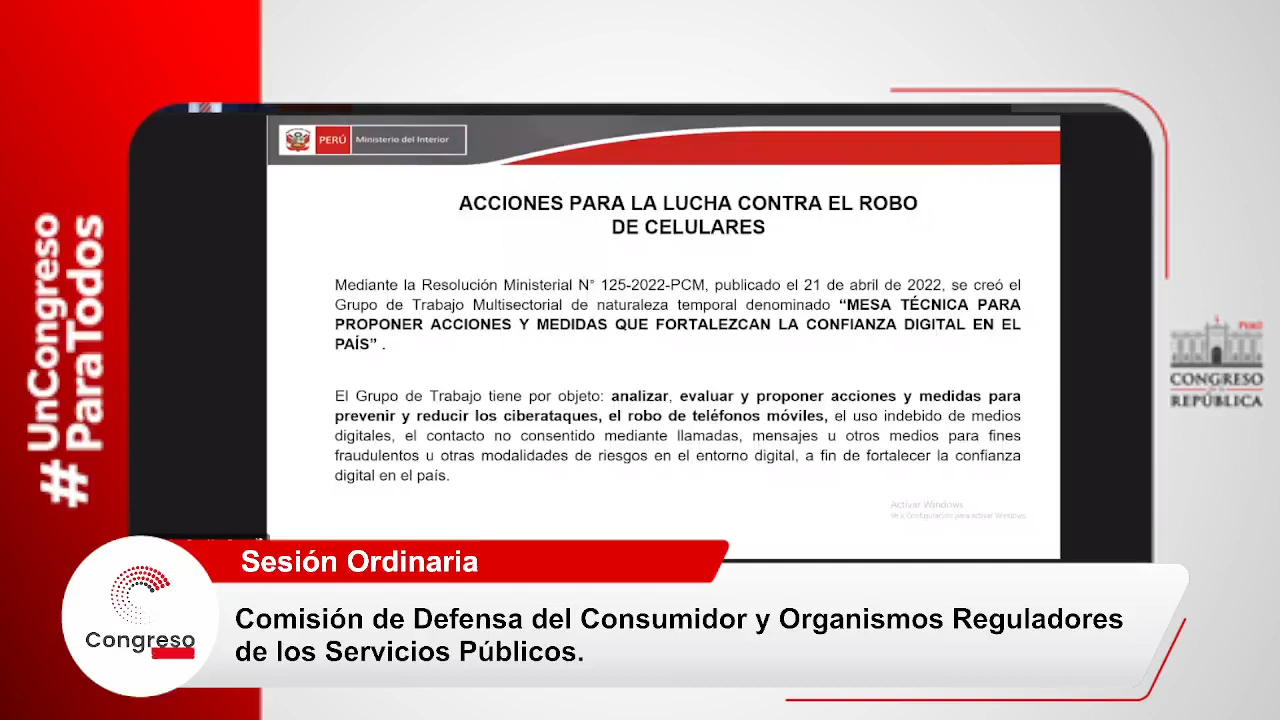 #UnCongreso
ParaTodos
PERÚ Ministerio del Interior
ACCIONES PARA LA LUCHA CONTRA EL ROBO
DE CELULARES
Mediante la Resolución Ministerial N° 125-2022-PCM, publicado el 21 de abril de 2022, se creó el
Grupo de Trabajo Multisectorial de naturaleza temporal denominado “MESA TÉCNICA PARA
PROPONER ACCIONES Y MEDIDAS QUE FORTALEZCAN LA CONFIANZA DIGITAL EN EL
PAÍS” .
El Grupo de Trabajo tiene por objeto: analizar, evaluar y proponer acciones y medidas para
prevenir y reducir los ciberataques, el robo de teléfonos móviles, el uso indebido de medios
digitales, el contacto no consentido mediante llamadas, mensajes u otros medios para fines
fraudulentos u otras modalidades de riesgos en el entorno digital, a fin de fortalecer la confianza
digital en el país.
Activar Windows
Ve a Configuración para activar Windows.
PERÚ
CONGRESO
REPÚBLICA
Sesión Ordinaria
Congreso
Comisión de Defensa del Consumidor y Organismos Reguladores
de los Servicios Públicos.